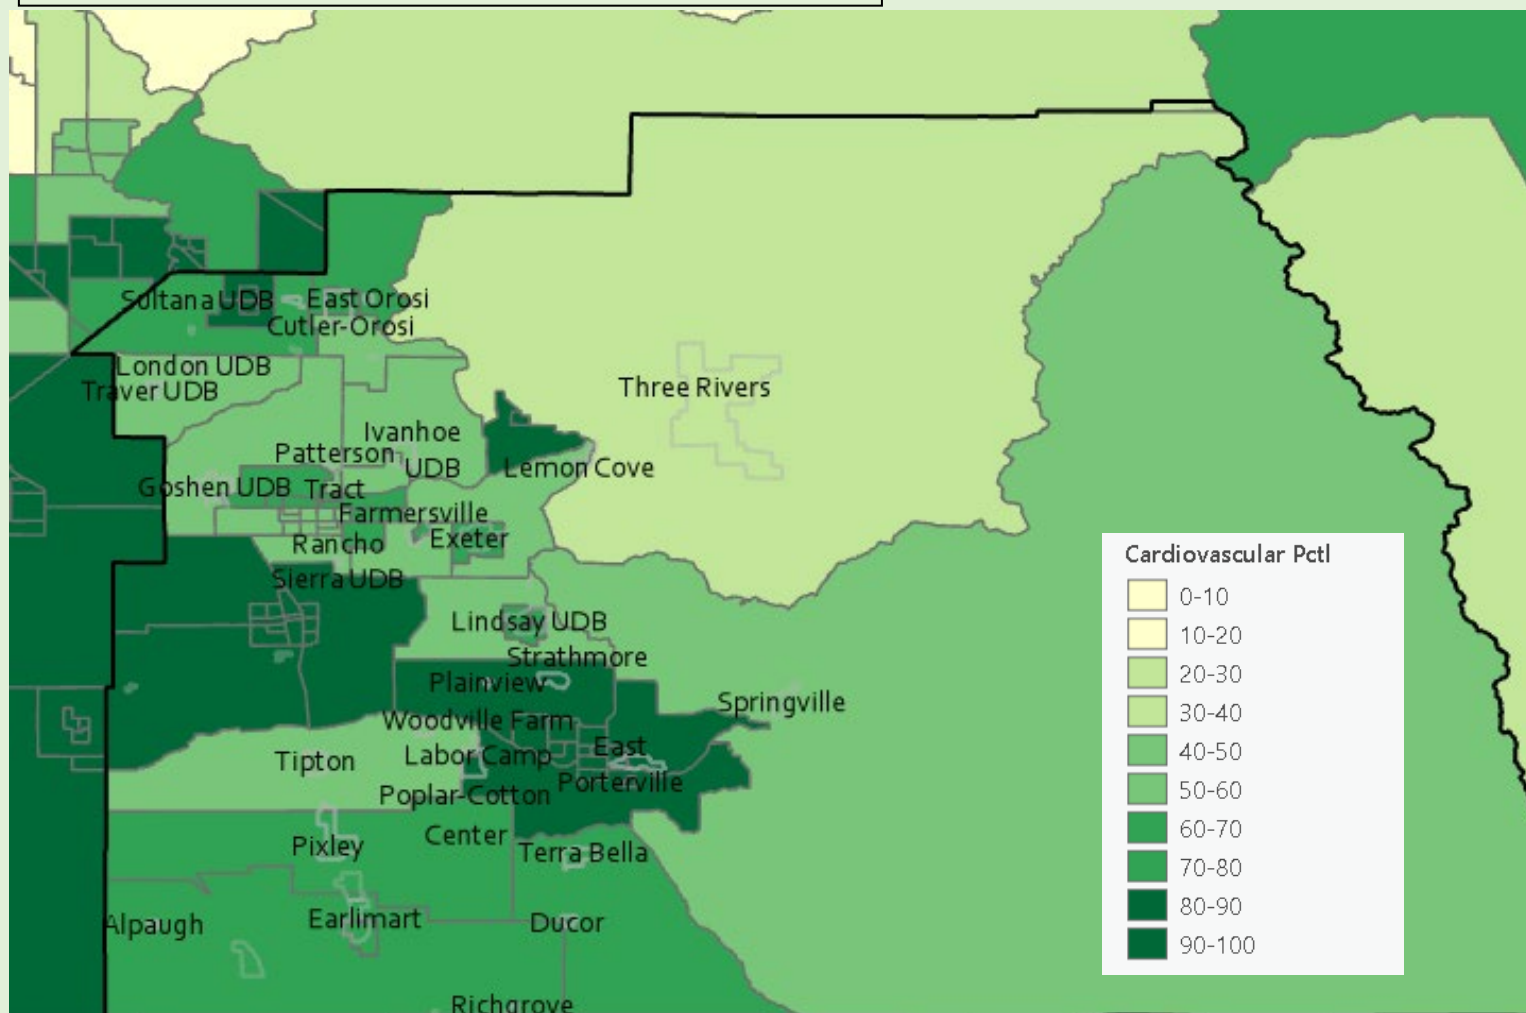 Sultana UDB
East Orosi
Cutler-Orosi
London UDB
Traver UDB
Three Rivers
Ivanhoe
UDB
Patterson
Tract
Goshen UDB
Lemon Cove
Farmersville
Exeter
Rancho
Sierra UDB
Lindsay UDB
Strathmore
Plainview
Springville
Woodville Farm
Labor Camp
East
Porterville
Tipton
Poplar-Cotton
Center
Pixley
Terra Bella
Alpaugh
Earlimart
Ducor
Richgrove
Cardiovascular Pctl
0-10
10-20
20-30
30-40
40-50
50-60
60-70
70-80
80-90
90-100